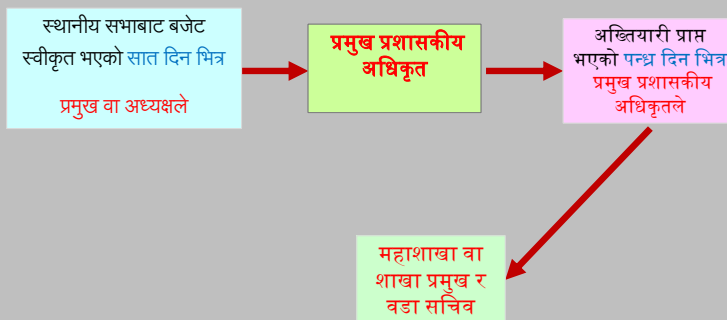 स्थानीय सभाबाट बजेट
स्वीकृत भएको सात दिन भित्र
प्रमुख वा अध्यक्षले
प्रमुख प्रशासकीय
अधिकृत
अख्तियारी प्राप्त
भएको पन्ध्र दिन भित्र
प्रमुख प्रशासकीय
अधिकृतले
महाशाखा वा
शाखा प्रमुख र
वडा सचिव